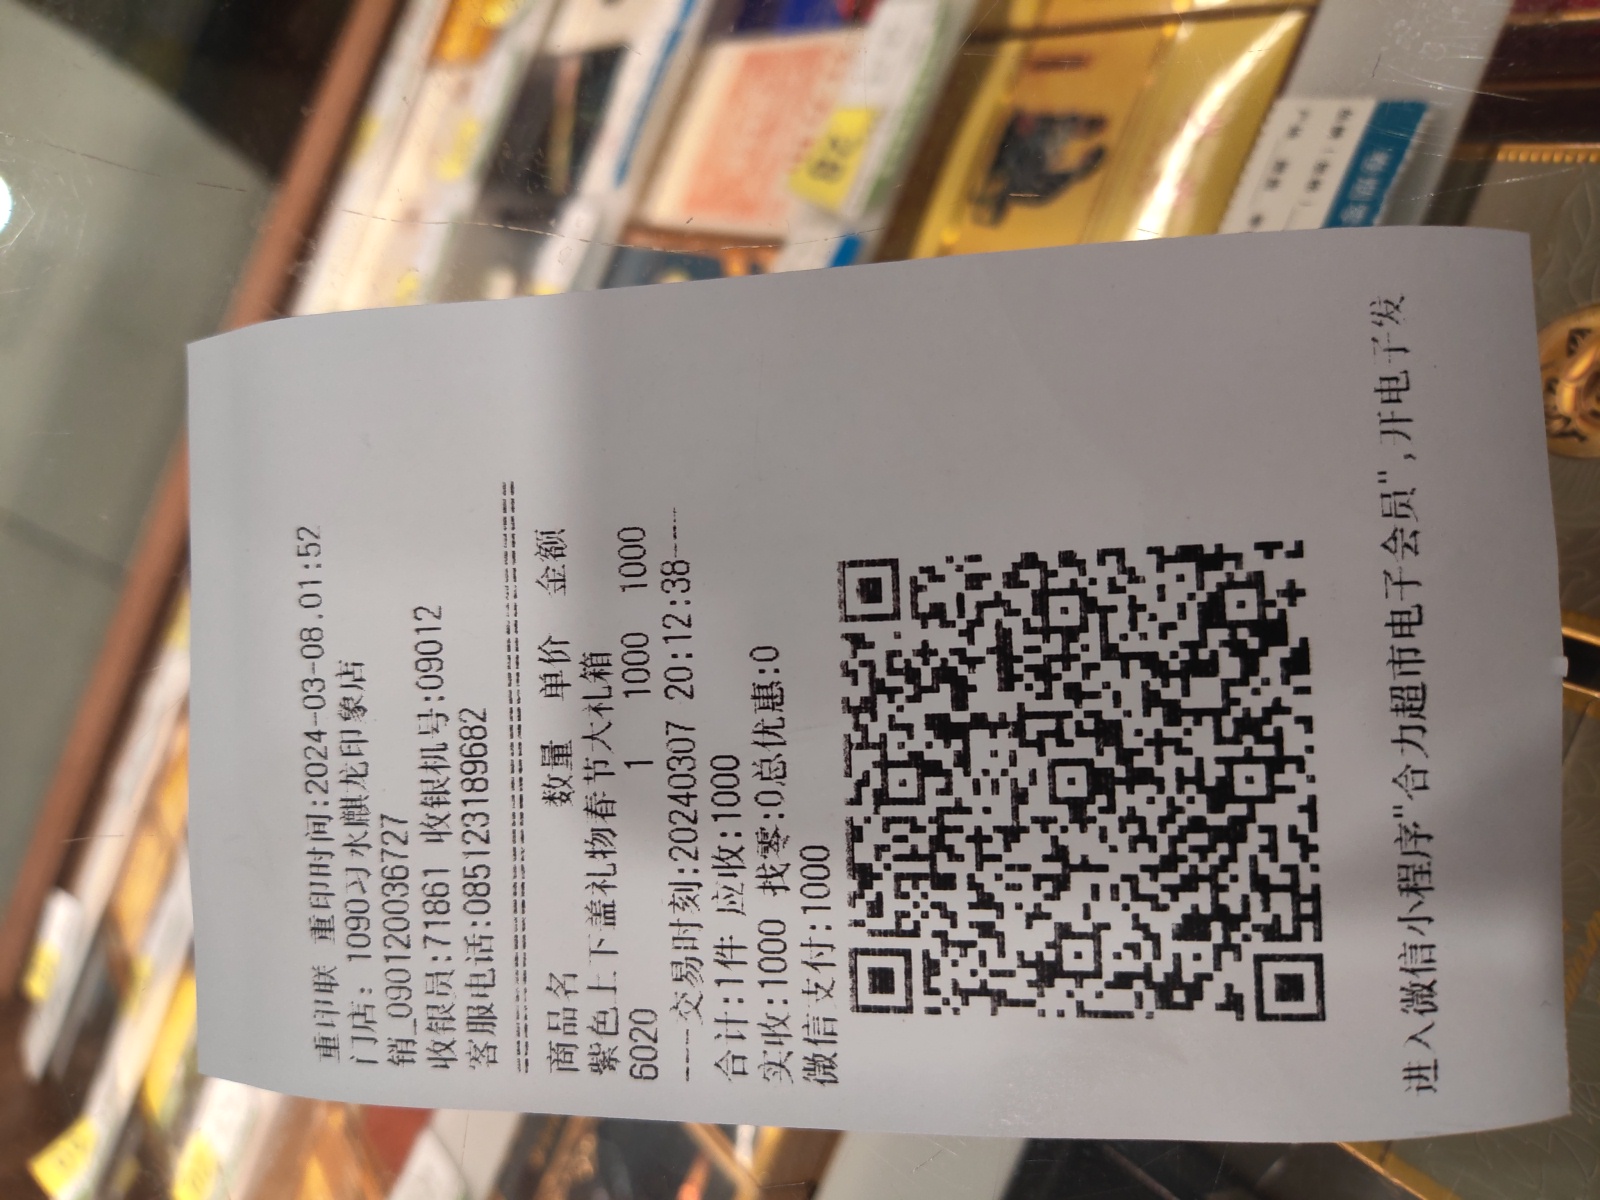 重印联 重印时间:2024-03-08.01:52
门店: 1090习水麒龙印象店
销_090120036727
收银员:71861 收银机号:09012
客服电话:085123189682
商品名 数量 单价 金额
紫色上下盖礼物春节大礼箱
6020 1 1000 1000
----交易时刻:20240307 20:12:38----
合计:1件 应收:1000
实收:1000 找零:0总优惠:0
微信支付:1000
进入微信小程序"合力超市电子会员",开电子发
78